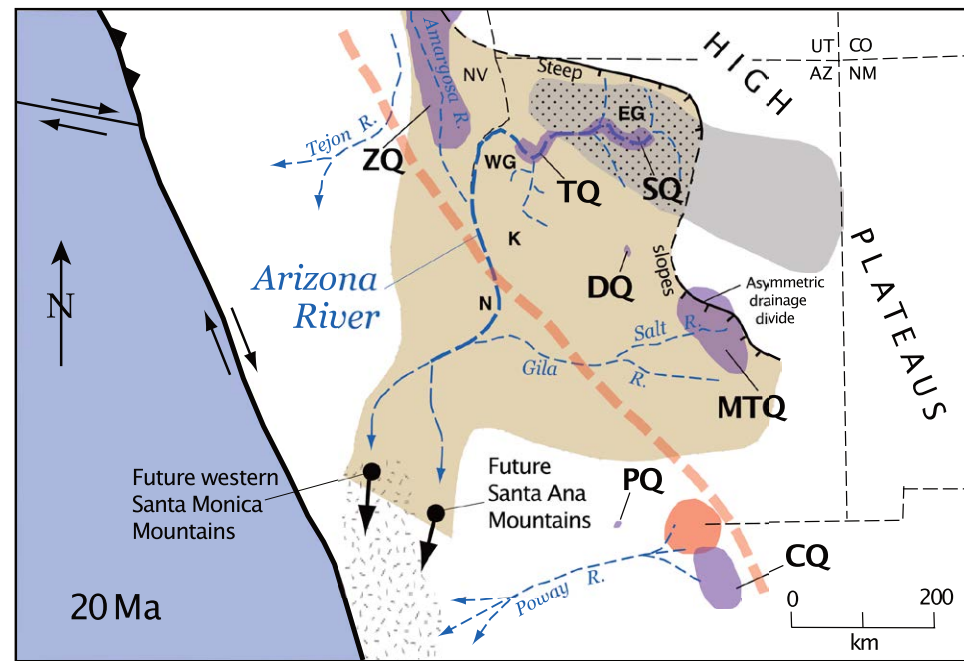 HIGH
UT CO
AZ NM
Amargosa R.
NV
Steep
EG
Tejon R.
ZQ
WG
TQ
SQ
PLATEAUS
K
slopes
DQ
Asymmetric
drainage
divide
Arizona
River
N
N
Salt R.
Gila R.
MTQ
Future western
Santa Monica
Mountains
Future
Santa Ana
Mountains
PQ
CQ
Poway R.
20 Ma
0 200
km